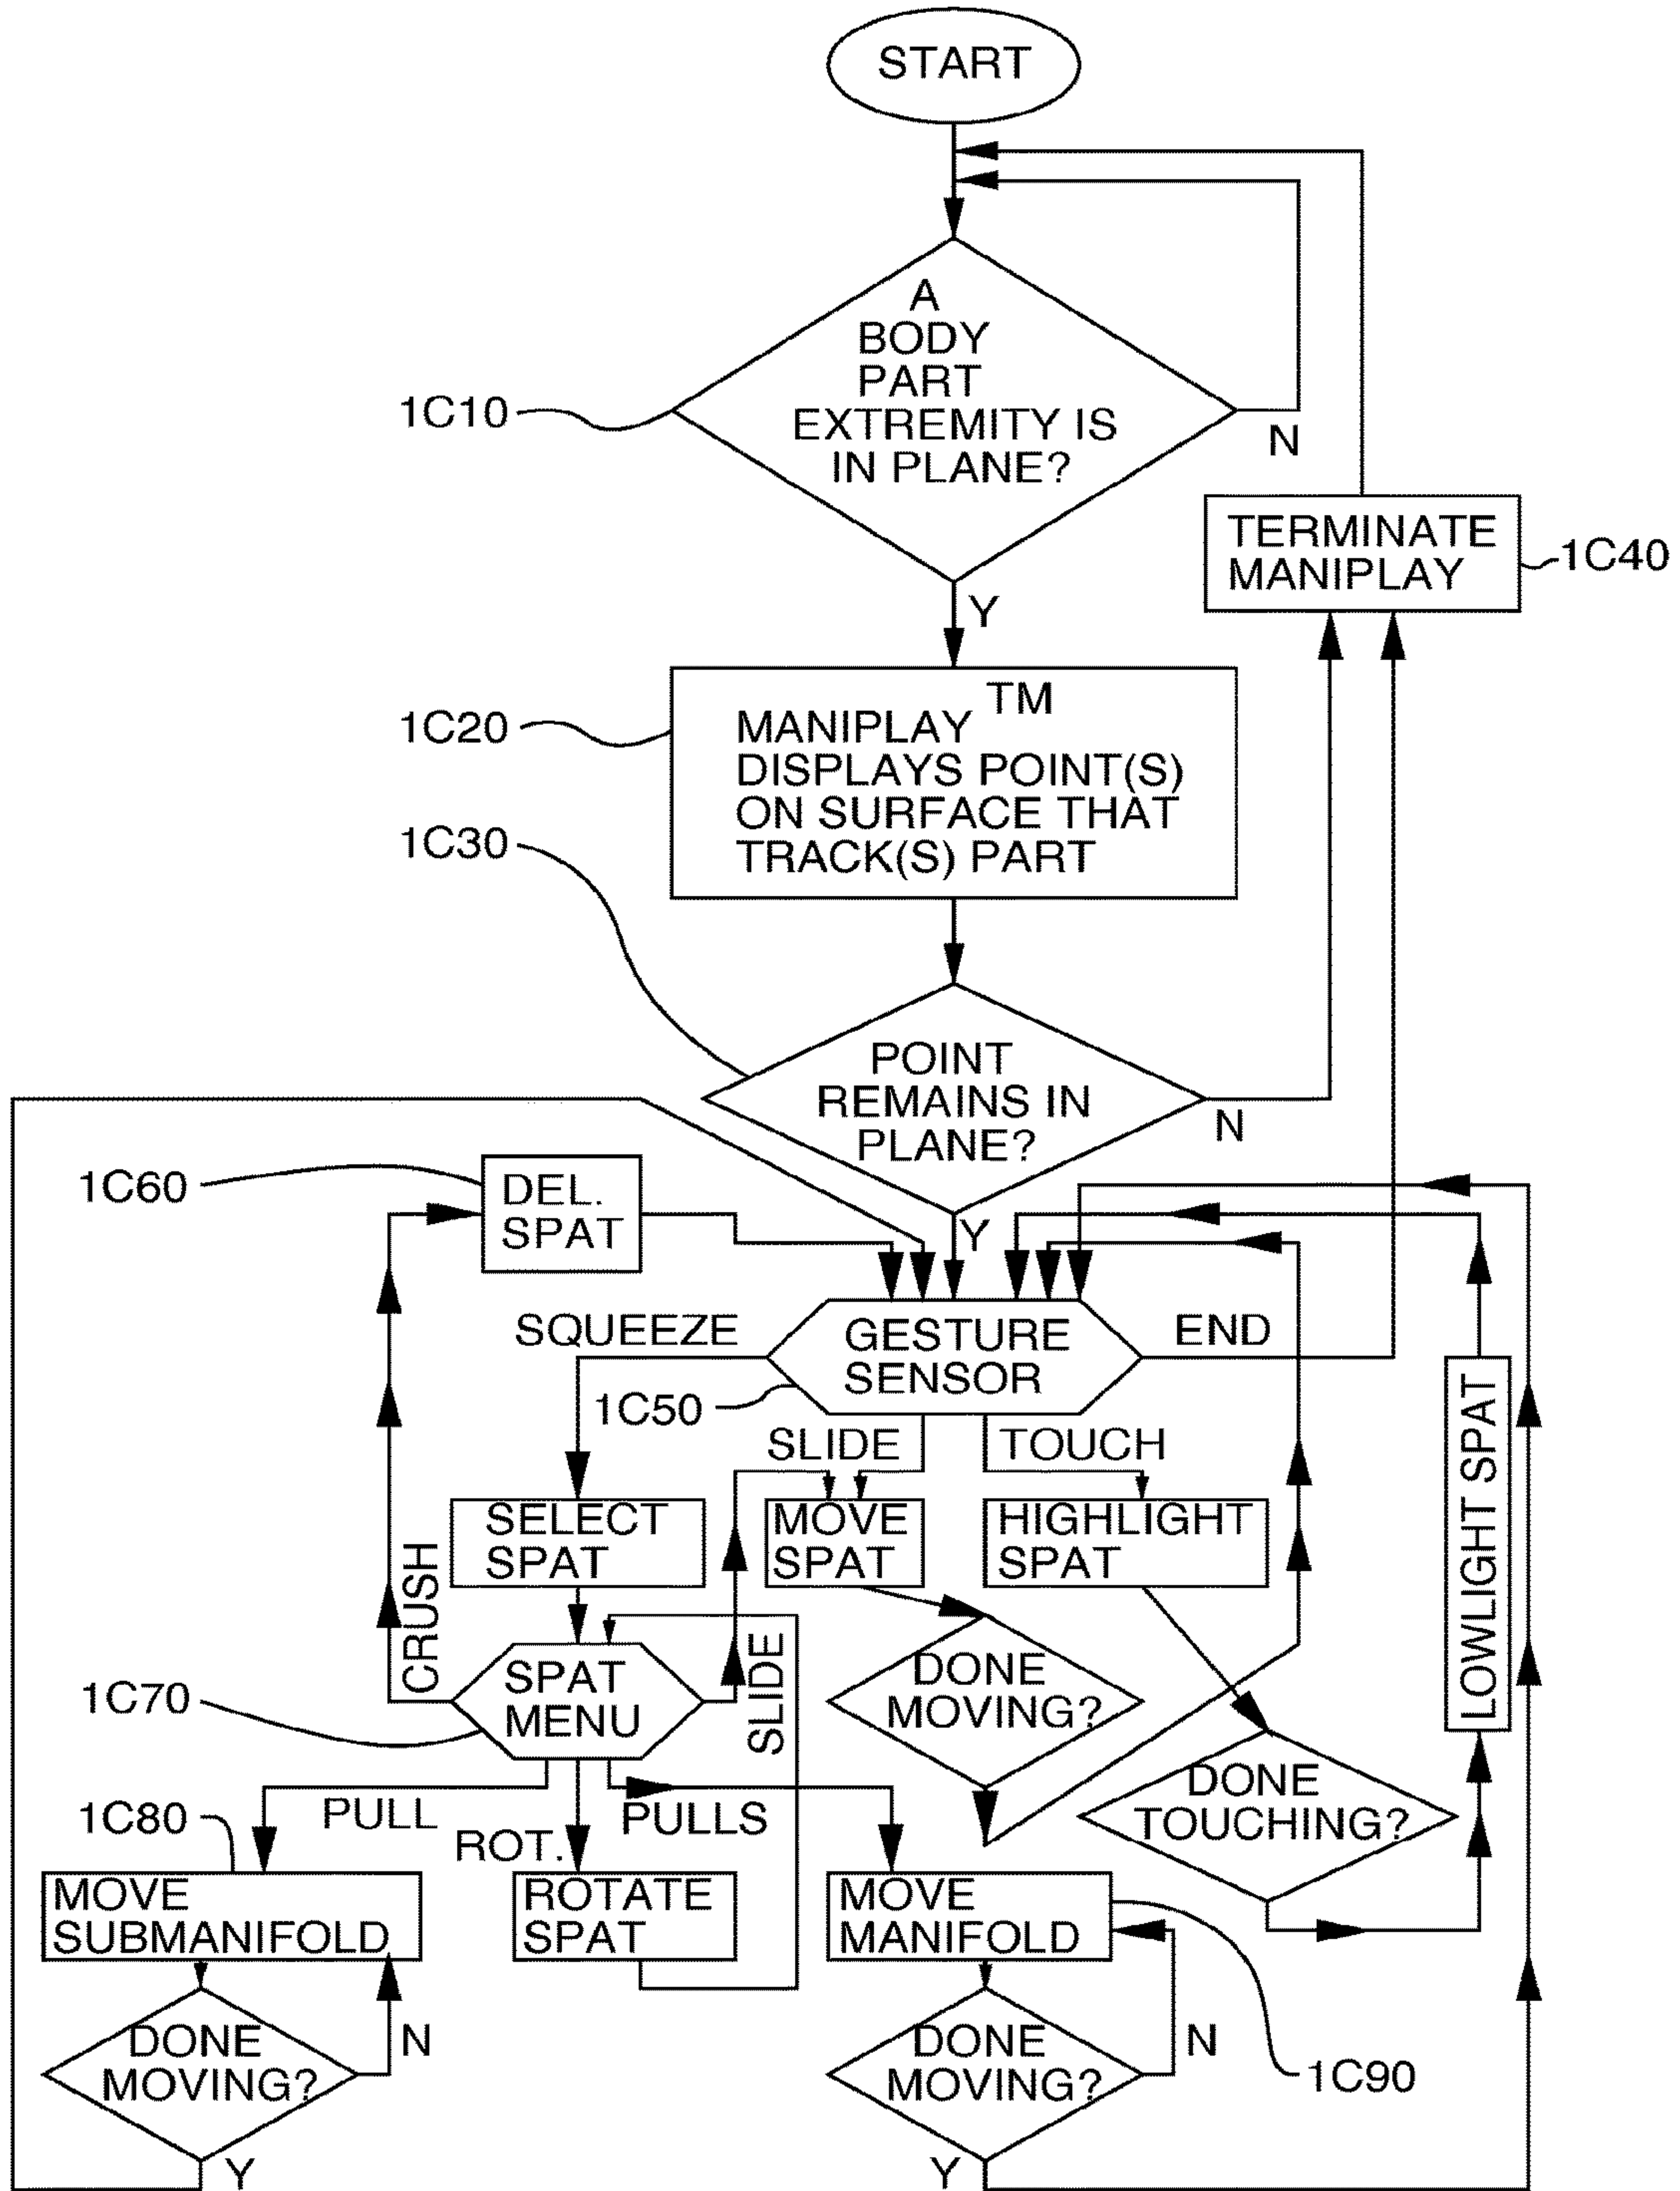 START
A
BODY
PART
EXTREMITY IS
IN PLANE?
1C10
N
TERMINATE
MANIPLAY
1C40
Y
TM
MANIPLAY
DISPLAYS POINT(S)
ON SURFACE THAT
TRACK(S) PART
1C20
1C30
POINT
REMAINS IN
PLANE?
N
Y
1C60
DEL.
SPAT
SQUEEZE
GESTURE
SENSOR
END
1C50
SLIDE
TOUCH
LOWLIGHT SPAT
SELECT
SPAT
MOVE
SPAT
HIGHLIGHT
SPAT
CRUSH
SPAT
MENU
SLIDE
1C70
DONE
MOVING?
DONE
TOUCHING?
PULL
ROT.
PULLS
1C80
MOVE
SUBMANIFOLD
ROTATE
SPAT
MOVE
MANIFOLD
DONE
MOVING?
N
DONE
MOVING?
N
1C90
Y
Y